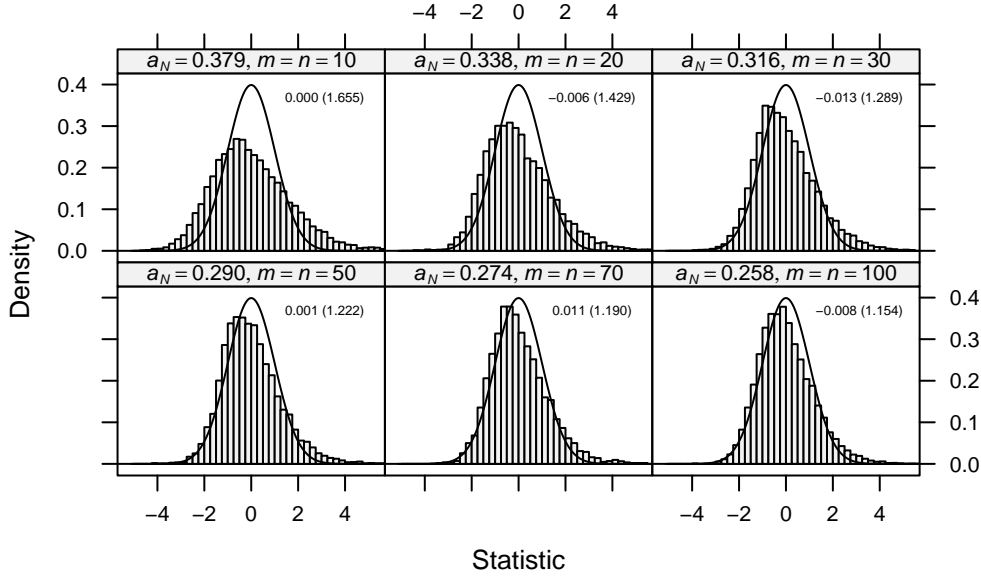 −4 −2 0 2 4
a_N = 0.379, m = n = 10
a_N = 0.338, m = n = 20
a_N = 0.316, m = n = 30
0.000 (1.655)
−0.006 (1.429)
−0.013 (1.289)
0.4
0.3
0.2
0.1
0.0
Density
a_N = 0.290, m = n = 50
a_N = 0.274, m = n = 70
a_N = 0.258, m = n = 100
0.001 (1.222)
0.011 (1.190)
−0.008 (1.154)
0.4
0.3
0.2
0.1
0.0
−4 −2 0 2 4
−4 −2 0 2 4
Statistic